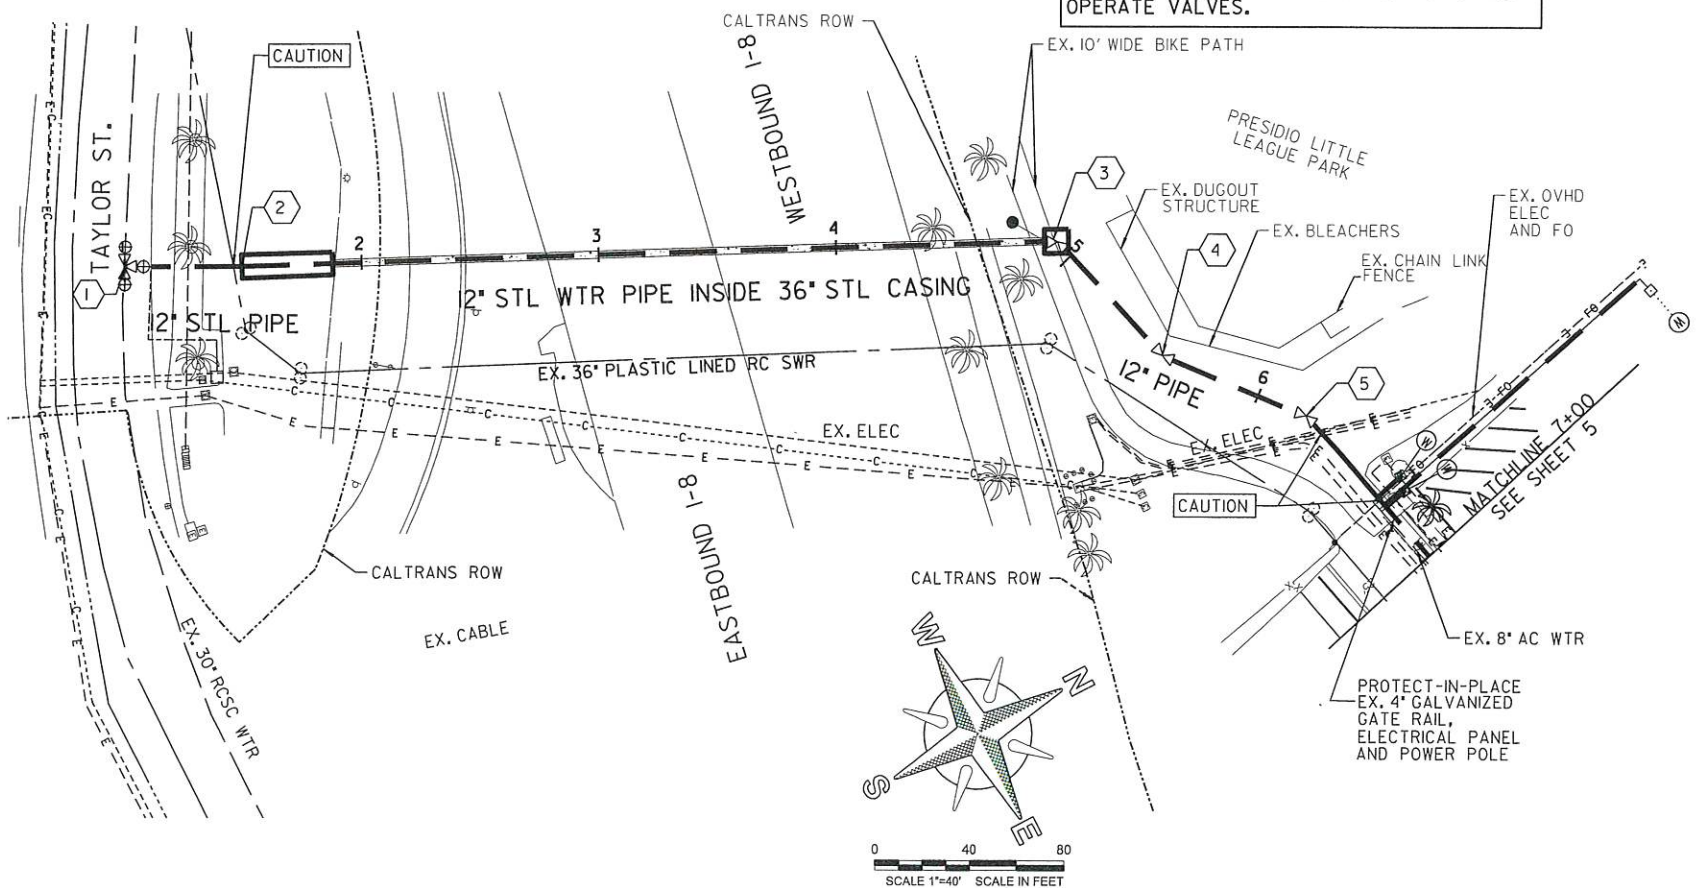 OPERATE VALVES.
CALTRANS ROW
EX. 10' WIDE BIKE PATH
CAUTION
WESTBOUND I-8
PRESIDIO LITTLE
LEAGUE PARK
TAYLOR ST.
2
3
EX. DUGOUT
STRUCTURE
EX. OVHD
ELEC
AND FO
EX. BLEACHERS
4
EX. CHAIN LINK
FENCE
1
2
3
4
5
12" STL WTR PIPE INSIDE 36" STL CASING
12" STL PIPE
EX. 36" PLASTIC LINED RC SWR
12" PIPE
6
5
EX. ELEC
EX. ELEC
CAUTION
MATCHLINE 7+00
SEE SHEET 5
CALTRANS ROW
EASTBOUND I-8
CALTRANS ROW
EX. CABLE
EX. 30" RCSC WTR
EX. 8" AC WTR
PROTECT-IN-PLACE
EX. 4" GALVANIZED
GATE RAIL,
ELECTRICAL PANEL
AND POWER POLE
W
N
S
E
0 40 80
SCALE 1"=40' SCALE IN FEET